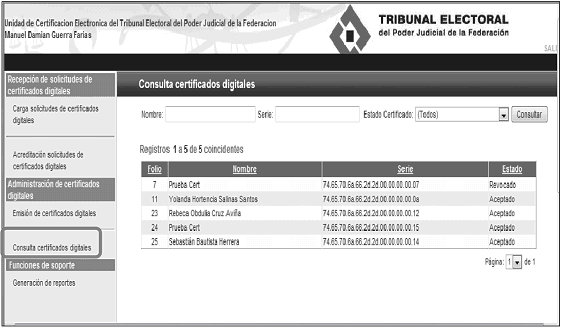 Unidad de Certificacion Electronica del Tribunal Electoral del Poder Judicial de la Federacion
Manuel Damian Guerra Farias
TRIBUNAL ELECTORAL
del Poder Judicial de la Federación
Recepción de solicitudes de
certificados digitales
Carga solicitudes de certificados
digitales
Acreditación solicitudes de
certificados digitales
Administración de certificados
digitales
Emisión de certificados digitales
Consulta certificados digitales
Funciones de soporte
Generación de reportes
Consulta certificados digitales
Nombre: Serie: Estado Certificado: (Todos) Consultar
Registros 1 a 5 de 5 coincidentes
Folio Nombre Serie Estado
7 Prueba Cert 74.65.70.6a.66.2d.2d.00.00.00.00.07 Revocado
11 Yolanda Hortencia Salinas Santos 74.65.70.6a.66.2d.2d.00.00.00.00.0a Aceptado
23 Rebeca Obdulia Cruz Aviña 74.65.70.6a.66.2d.2d.00.00.00.00.12 Aceptado
24 Prueba Cert 74.65.70.6a.66.2d.2d.00.00.00.00.15 Aceptado
25 Sebastián Bautista Herrera 74.65.70.6a.66.2d.2d.00.00.00.00.14 Aceptado
Página: 1 de 1